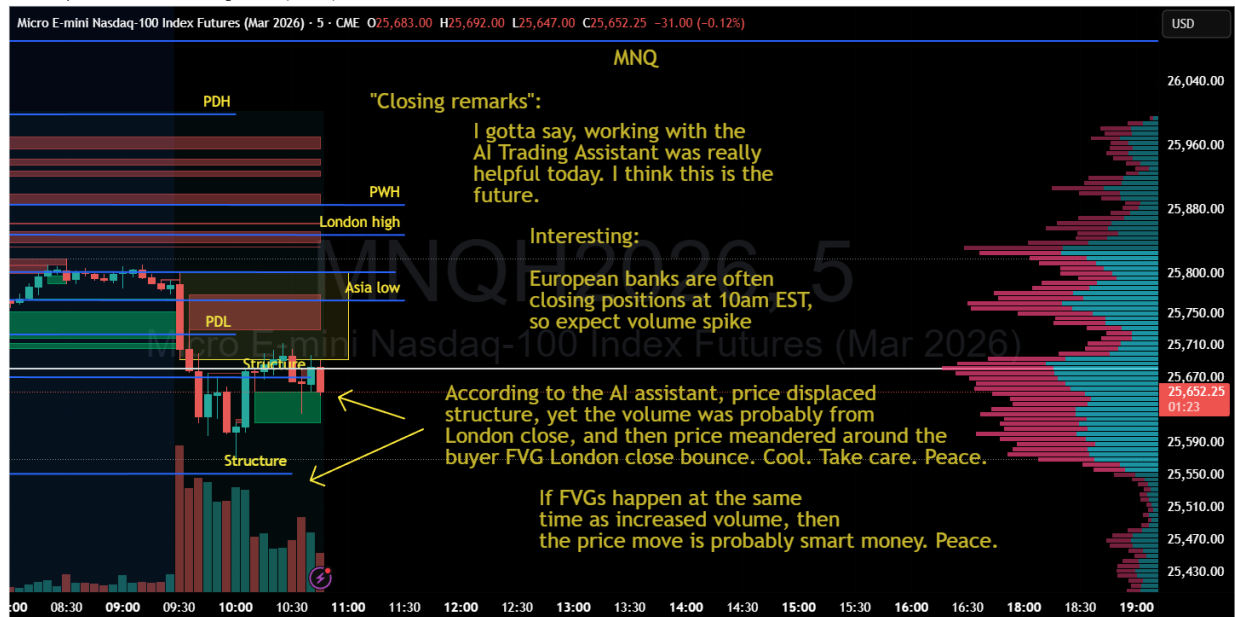 Micro E-mini Nasdaq-100 Index Futures (Mar 2026) · 5 · CME O25,683.00 H25,692.00 L25,647.00 C25,652.25 −31.00 (−0.12%)
USD
MNQ
26,040.00
PDH
"Closing remarks":
I gotta say, working with the
AI Trading Assistant was really
helpful today. I think this is the
future.
25,960.00
PWH
25,880.00
London high
Interesting:
MNQH2026, 5
25,800.00
European banks are often
closing positions at 10am EST,
so expect volume spike
Asia low
25,750.00
PDL
Micro E-mini Nasdaq-100 Index Futures (Mar 2026)
25,710.00
Structure
25,670.00
25,652.25
01:23
According to the AI assistant, price displaced
structure, yet the volume was probably from
London close, and then price meandered around the
buyer FVG London close bounce. Cool. Take care. Peace.
25,590.00
Structure
25,550.00
If FVGs happen at the same
time as increased volume, then
the price move is probably smart money. Peace.
25,510.00
25,470.00
25,430.00
:00 08:30 09:00 09:30 10:00 10:30 11:00 11:30 12:00 12:30 13:00 13:30 14:00 14:30 15:00 15:30 16:00 16:30 18:00 18:30 19:00